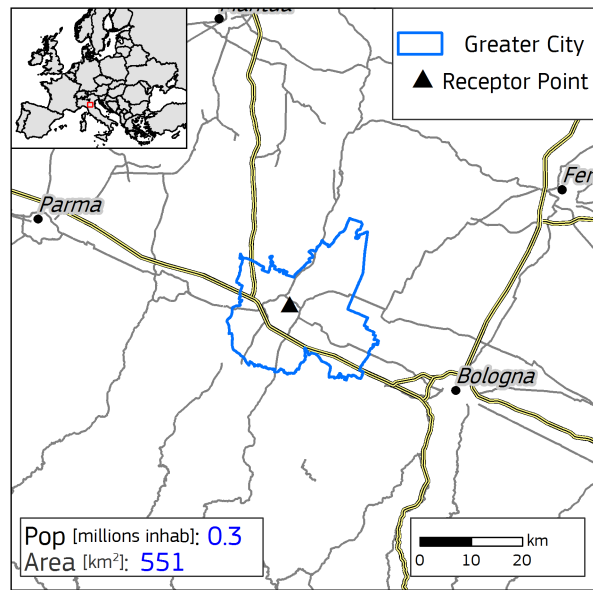 Greater City
Receptor Point
Parma
Bologna
Pop [millions inhab]: 0.3
Area [km²]: 551
km
0 10 20